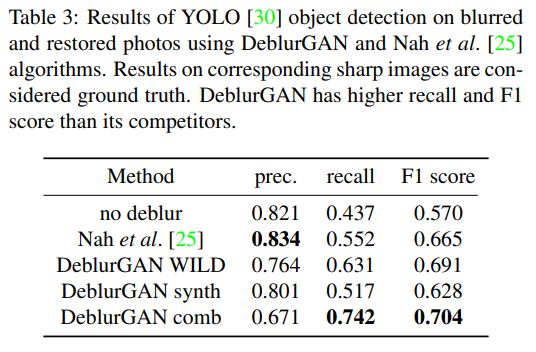 Table 3: Results of YOLO [30] object detection on blurred
and restored photos using DeblurGAN and Nah et al. [25]
algorithms. Results on corresponding sharp images are con-
sidered ground truth. DeblurGAN has higher recall and F1
score than its competitors.
Method prec. recall F1 score
no deblur 0.821 0.437 0.570
Nah et al. [25] 0.834 0.552 0.665
DeblurGAN WILD 0.764 0.631 0.691
DeblurGAN synth 0.801 0.517 0.628
DeblurGAN comb 0.671 0.742 0.704